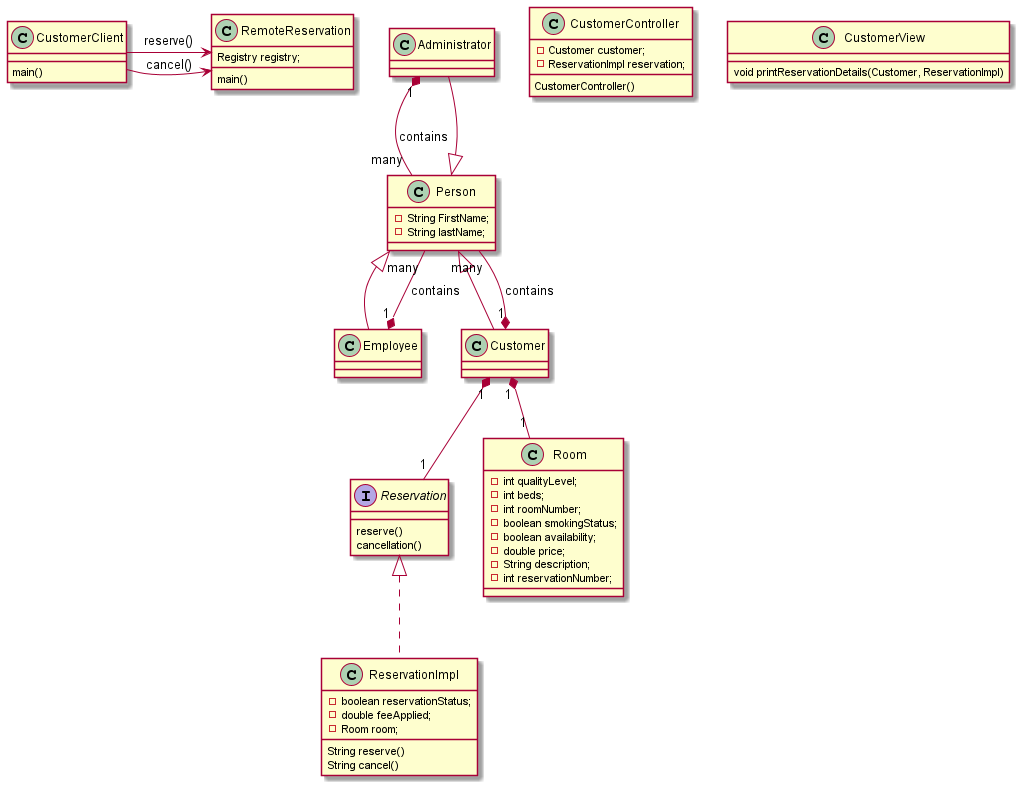 C CustomerClient
main()
reserve()
cancel()
C RemoteReservation
Registry registry;
main()
C Administrator
C CustomerController
Customer customer;
ReservationImpl reservation;
CustomerController()
C CustomerView
void printReservationDetails(Customer, ReservationImpl)
1
contains
many
C Person
String FirstName;
String lastName;
many
many
contains
contains
1
1
C Employee
C Customer
1
1
1
1
I Reservation
reserve()
cancellation()
C Room
int qualityLevel;
int beds;
int roomNumber;
boolean smokingStatus;
boolean availability;
double price;
String description;
int reservationNumber;
C ReservationImpl
boolean reservationStatus;
double feeApplied;
Room room;
String reserve()
String cancel()